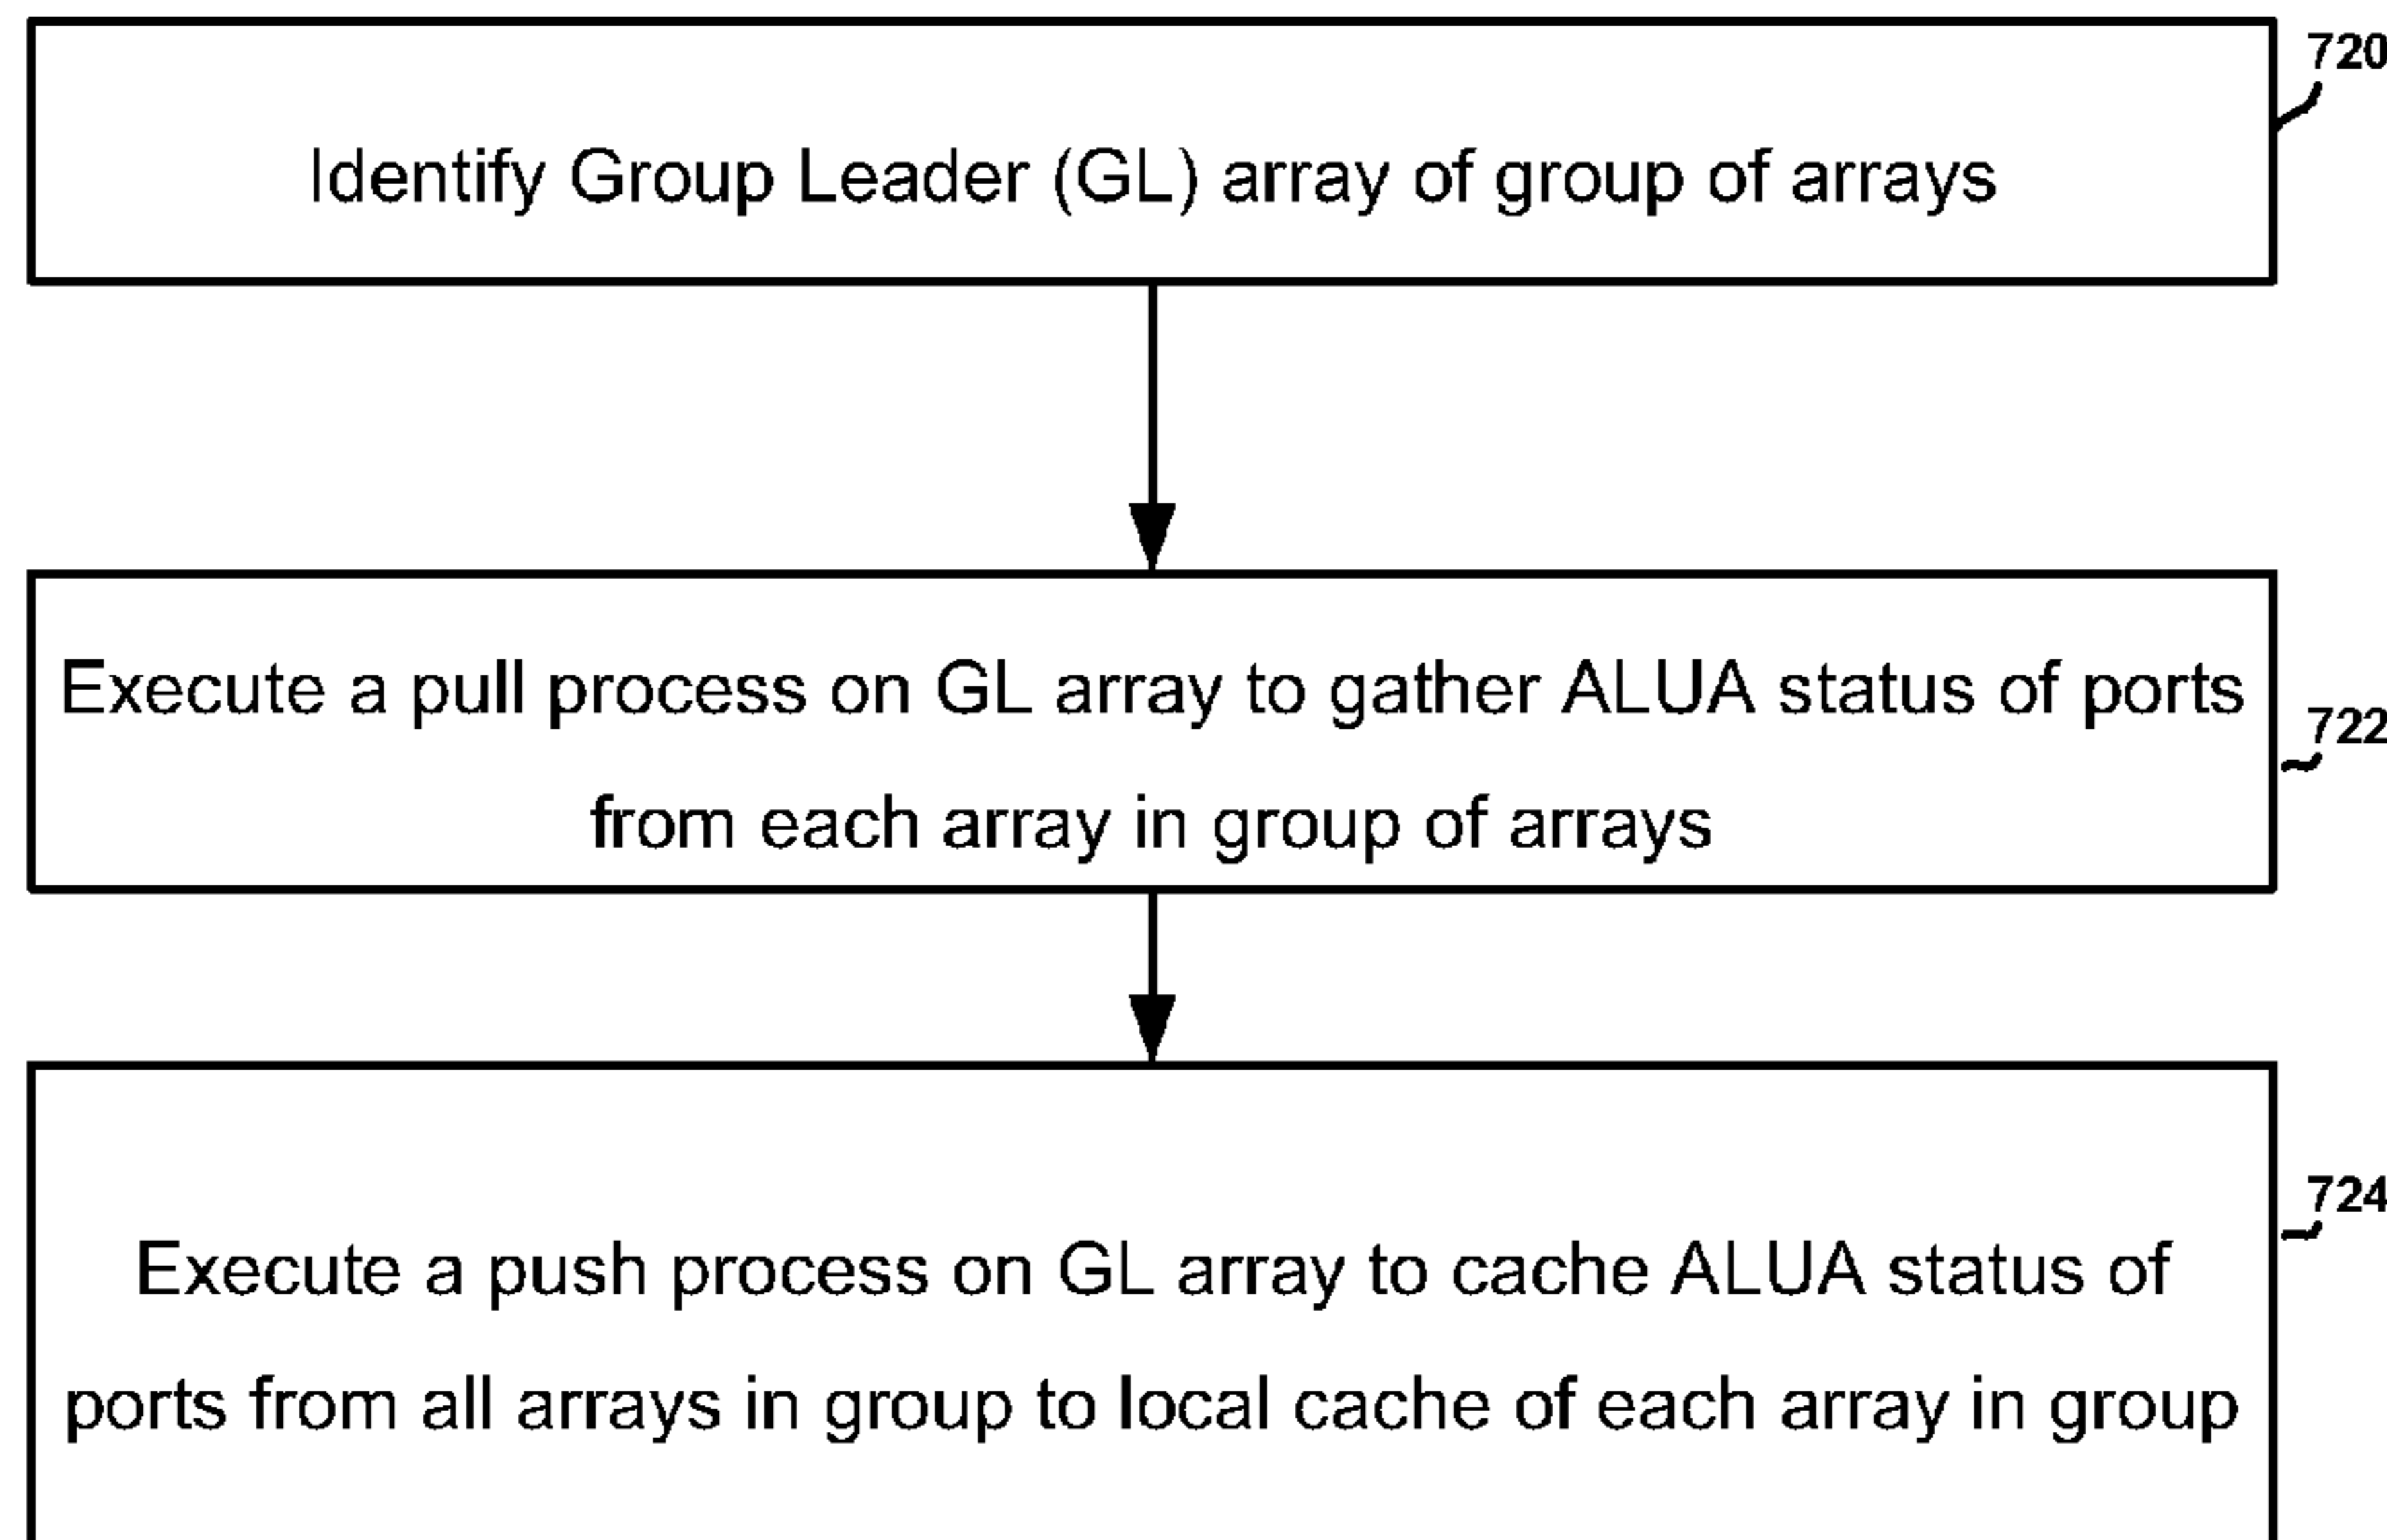 720
Identify Group Leader (GL) array of group of arrays
Execute a pull process on GL array to gather ALUA status of ports
722
from each array in group of arrays
724
Execute a push process on GL array to cache ALUA status of
ports from all arrays in group to local cache of each array in group